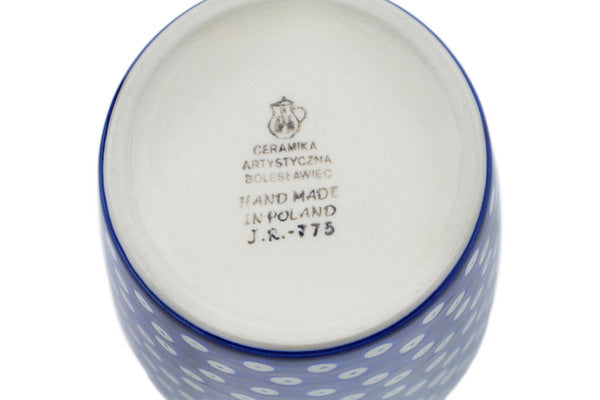 CERAMIKA
ARTYSTYCZNA
BOLESŁAWIEC
HAND MADE
IN POLAND
J.R.-775